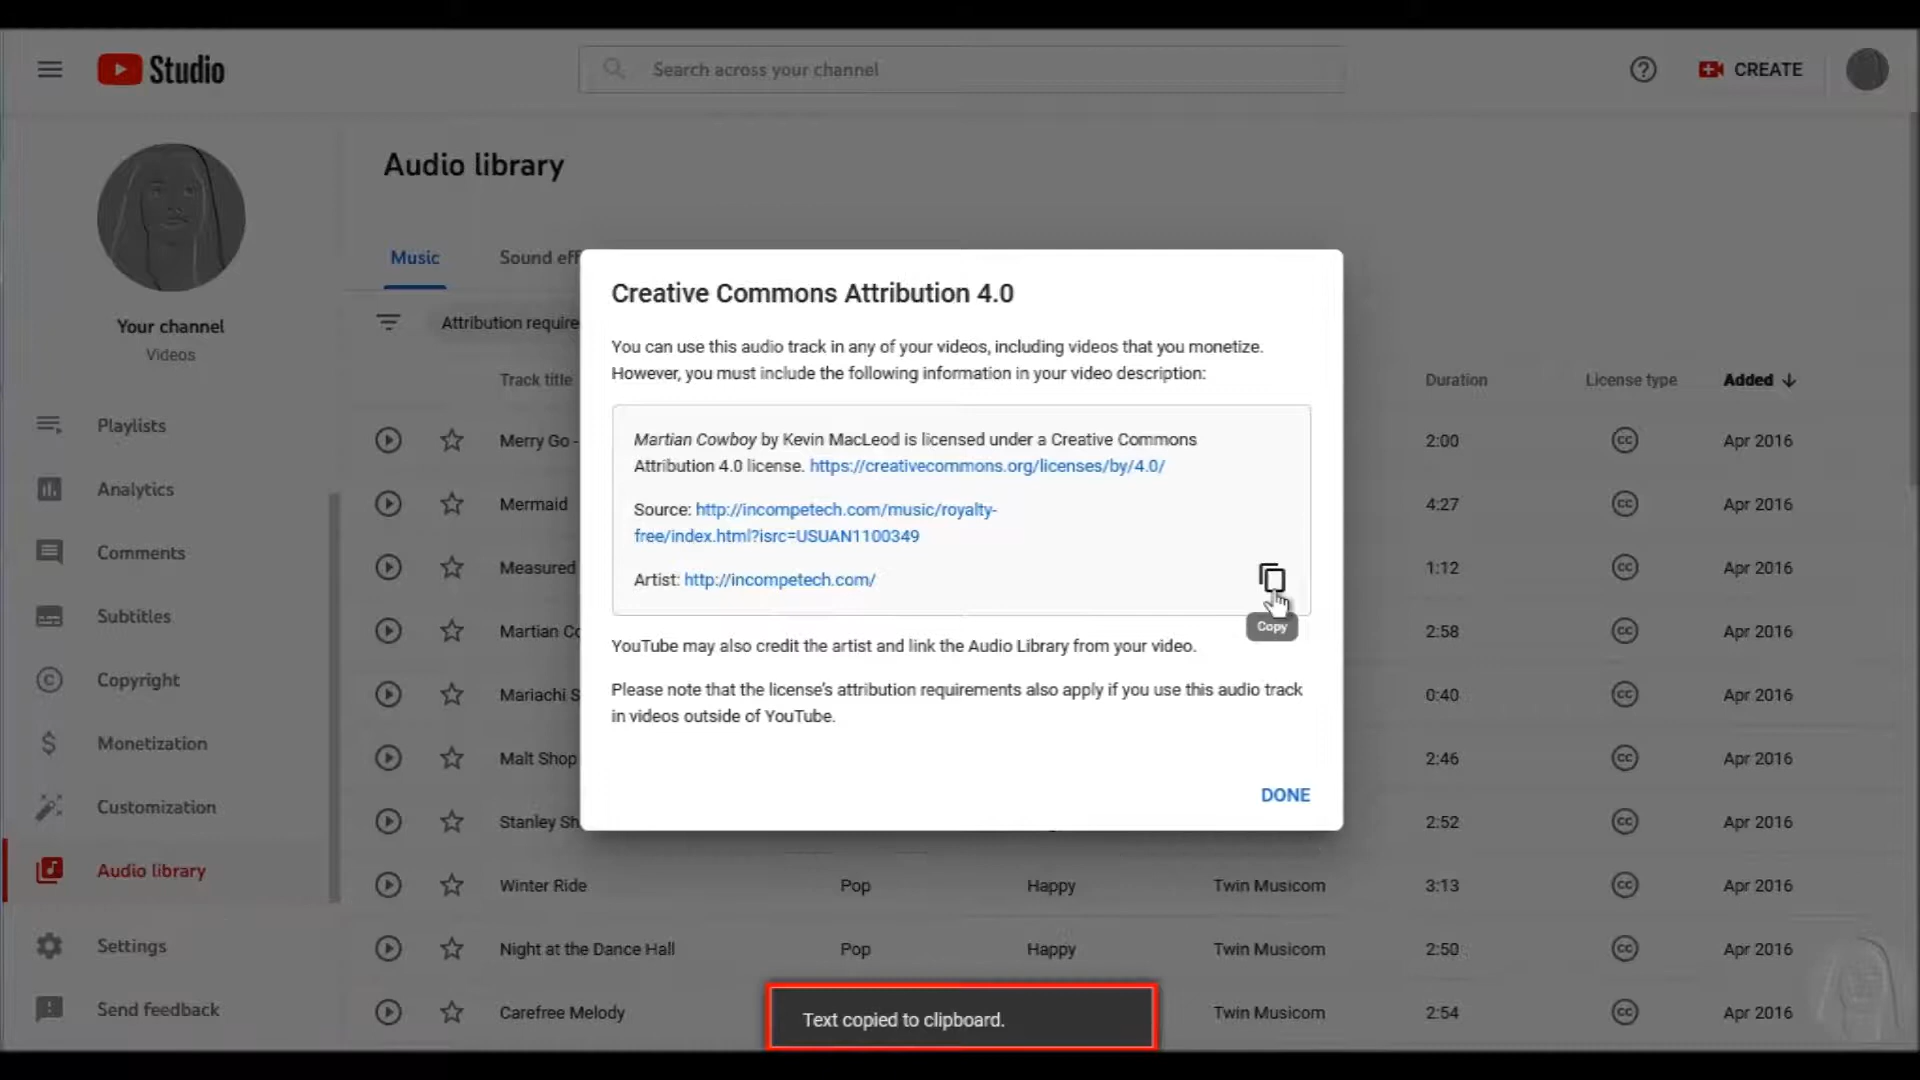 Studio
Search across your channel
CREATE
Audio library
Music
Sound eff
Your channel
Videos
Attribution require
Track title
Duration
License type
Added
Creative Commons Attribution 4.0
You can use this audio track in any of your videos, including videos that you monetize.
However, you must include the following information in your video description:
Martian Cowboy by Kevin MacLeod is licensed under a Creative Commons
Attribution 4.0 license. https://creativecommons.org/licenses/by/4.0/
Source: http://incompetech.com/music/royalty-
free/index.html?isrc=USUAN1100349
Artist: http://incompetech.com/
Copy
YouTube may also credit the artist and link the Audio Library from your video.
Please note that the license's attribution requirements also apply if you use this audio track
in videos outside of YouTube.
DONE
Playlists
Analytics
Comments
Subtitles
Copyright
Monetization
Customization
Audio library
Settings
Send feedback
Merry Go - 2:00 Apr 2016
Mermaid 4:27 Apr 2016
Measured 1:12 Apr 2016
Martian Co 2:58 Apr 2016
Mariachi S 0:40 Apr 2016
Malt Shop 2:46 Apr 2016
Stanley Sh 2:52 Apr 2016
Winter Ride Pop Happy Twin Musicom 3:13 Apr 2016
Night at the Dance Hall Pop Happy Twin Musicom 2:50 Apr 2016
Carefree Melody Twin Musicom 2:54 Apr 2016
Text copied to clipboard.